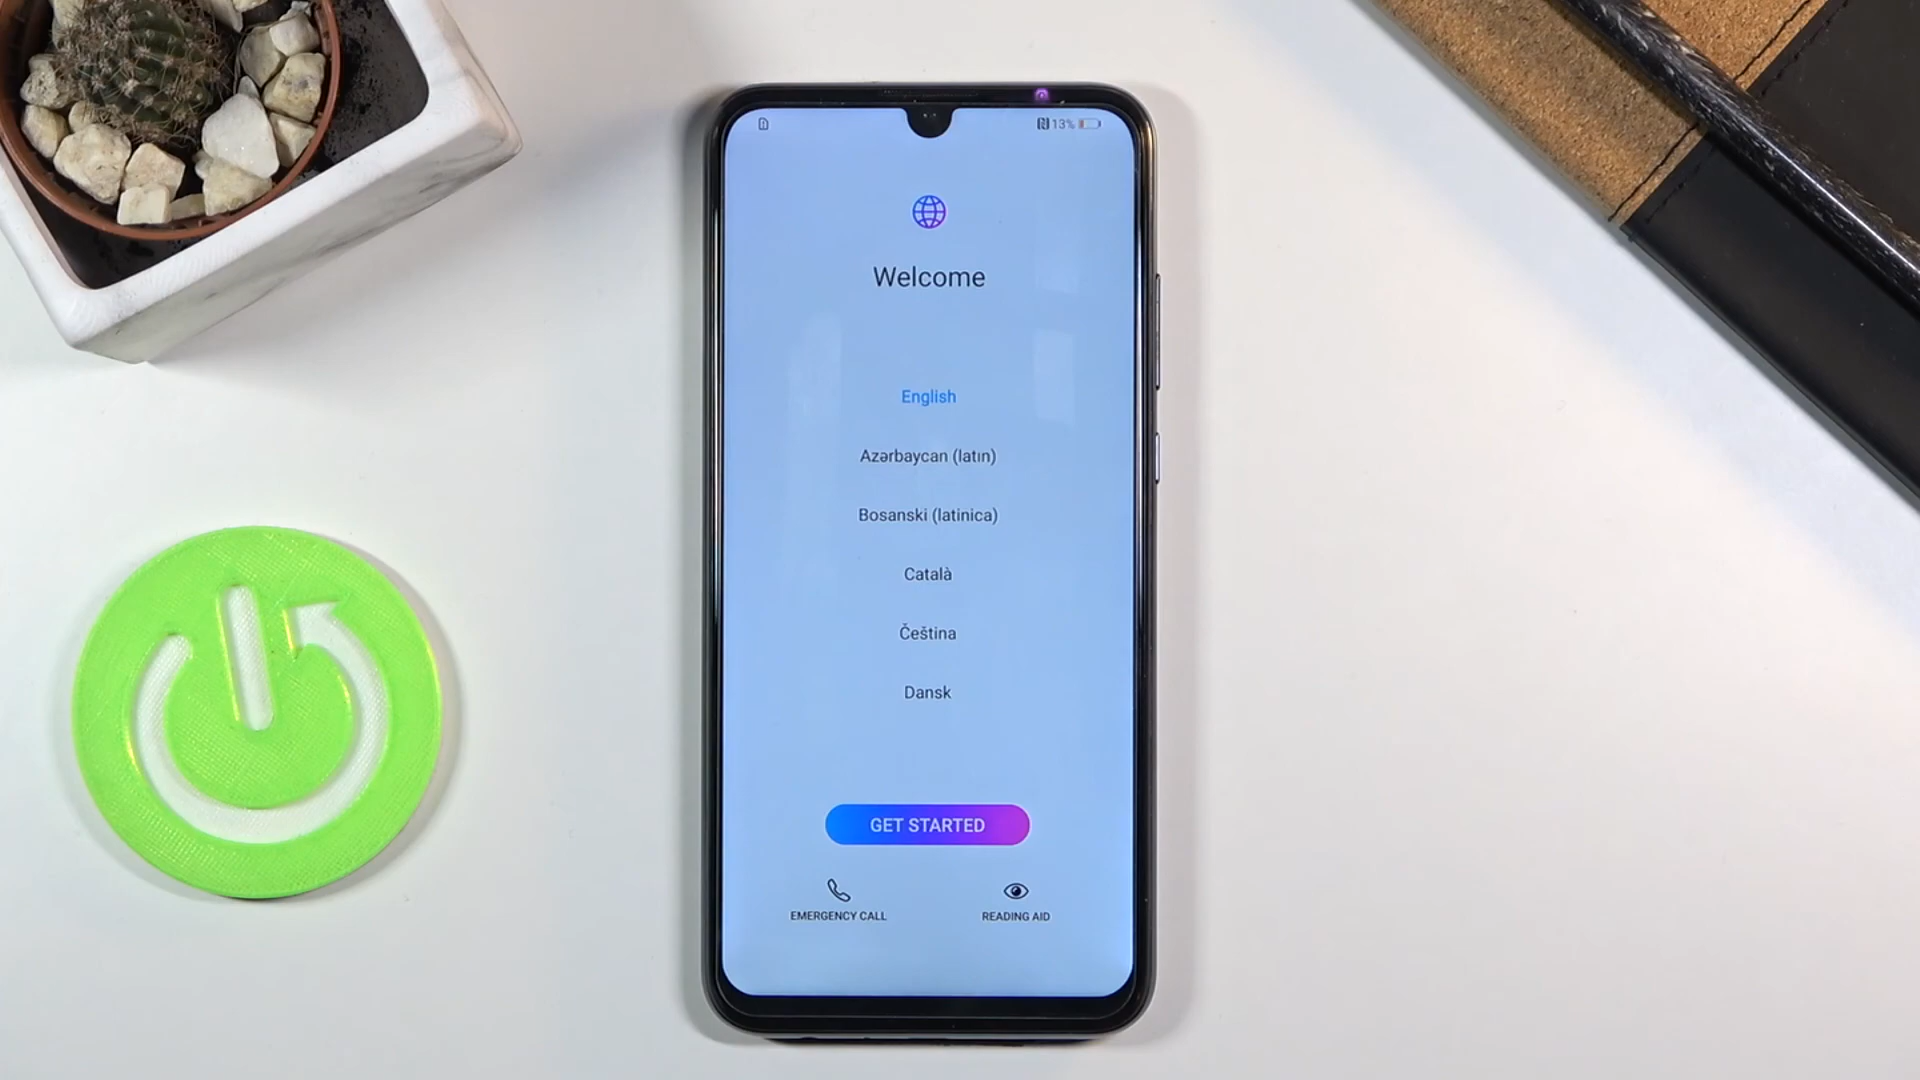 13%
Welcome
English
Azərbaycan (latın)
Bosanski (latinica)
Català
Čeština
Dansk
GET STARTED
EMERGENCY CALL
READING AID